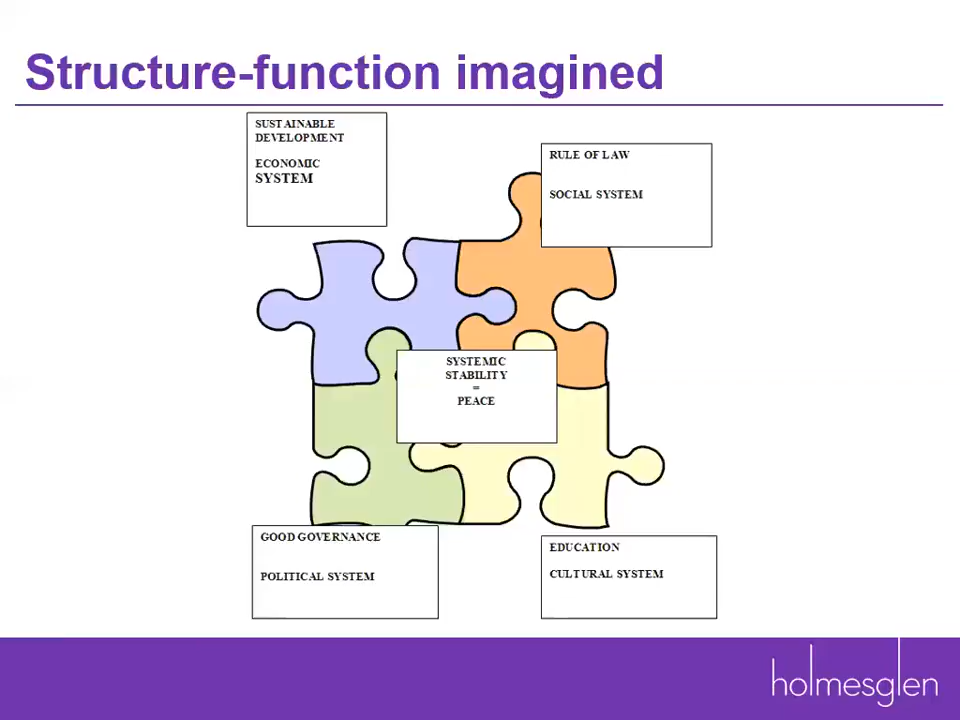 Structure-function imagined
SUSTAINABLE
DEVELOPMENT
ECONOMIC
SYSTEM
RULE OF LAW
SOCIAL SYSTEM
SYSTEMIC
STABILITY
=
PEACE
GOOD GOVERNANCE
POLITICAL SYSTEM
EDUCATION
CULTURAL SYSTEM
holmesglen